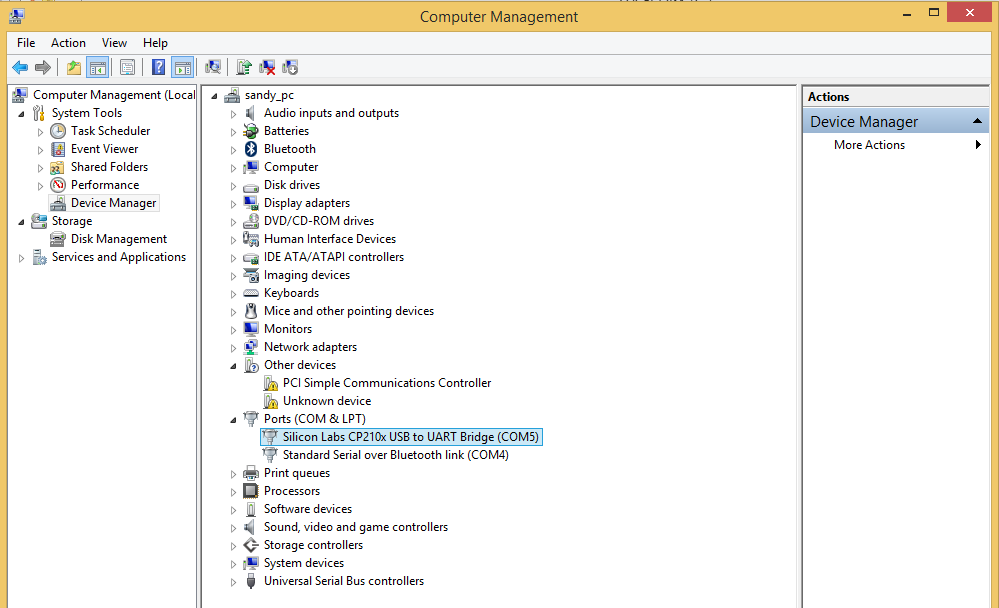 Computer Management
File Action View Help
Computer Management (Local
System Tools
Task Scheduler
Event Viewer
Shared Folders
Performance
Device Manager
Storage
Disk Management
Services and Applications
sandy_pc
Audio inputs and outputs
Batteries
Bluetooth
Computer
Disk drives
Display adapters
DVD/CD-ROM drives
Human Interface Devices
IDE ATA/ATAPI controllers
Imaging devices
Keyboards
Mice and other pointing devices
Monitors
Network adapters
Other devices
PCI Simple Communications Controller
Unknown device
Ports (COM & LPT)
Silicon Labs CP210x USB to UART Bridge (COM5)
Standard Serial over Bluetooth link (COM4)
Print queues
Processors
Software devices
Sound, video and game controllers
Storage controllers
System devices
Universal Serial Bus controllers
Actions
Device Manager
More Actions